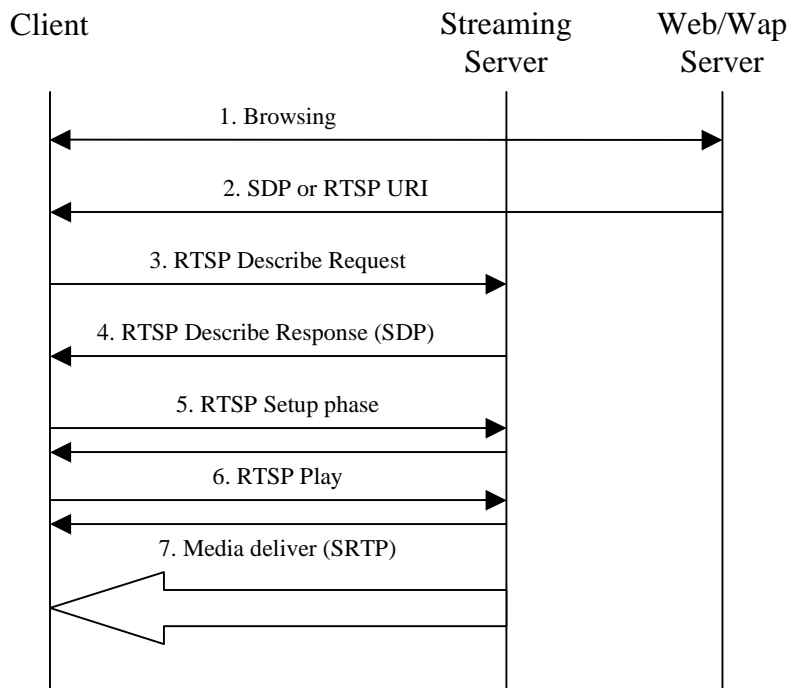 Client
Streaming
Server
Web/Wap
Server
1. Browsing
2. SDP or RTSP URI
3. RTSP Describe Request
4. RTSP Describe Response (SDP)
5. RTSP Setup phase
6. RTSP Play
7. Media deliver (SRTP)